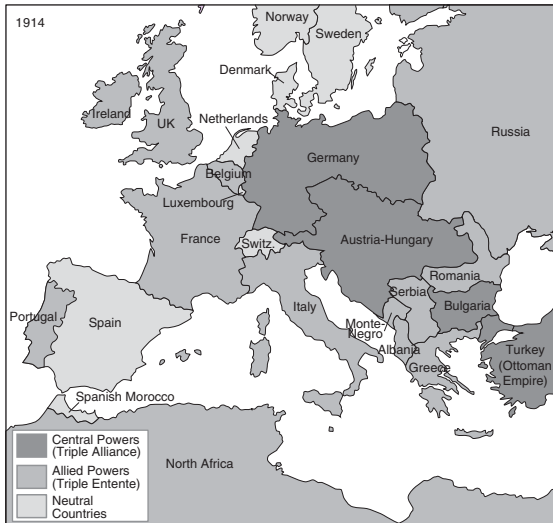 1914
Norway
Sweden
Denmark
Ireland
UK
Netherlands
Russia
Germany
Belgium
Luxembourg
France
Switz.
Austria-Hungary
Romania
Serbia
Italy
Bulgaria
Monte-
Negro
Portugal
Spain
Albania
Greece
Turkey
(Ottoman
Empire)
Spanish Morocco
North Africa
Central Powers
(Triple Alliance)
Allied Powers
(Triple Entente)
Neutral
Countries